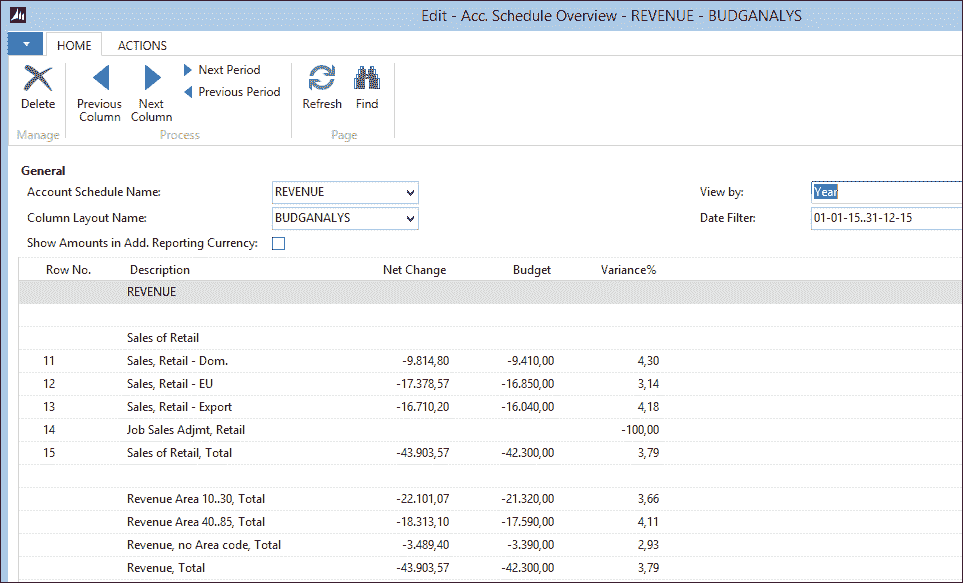 Edit - Acc. Schedule Overview - REVENUE - BUDGANALYS
HOME ACTIONS
Delete
Previous Column
Next Column
Next Period
Previous Period
Refresh
Find
Manage Process Page
General
Account Schedule Name: REVENUE View by: Year
Column Layout Name: BUDGANALYS Date Filter: 01-01-15..31-12-15
Show Amounts in Add. Reporting Currency:
Row No. Description Net Change Budget Variance%
REVENUE
Sales of Retail
11 Sales, Retail - Dom. -9.814,80 -9.410,00 4,30
12 Sales, Retail - EU -17.378,57 -16.850,00 3,14
13 Sales, Retail - Export -16.710,20 -16.040,00 4,18
14 Job Sales Adjmt, Retail -100,00
15 Sales of Retail, Total -43.903,57 -42.300,00 3,79
Revenue Area 10..30, Total -22.101,07 -21.320,00 3,66
Revenue Area 40..85, Total -18.313,10 -17.590,00 4,11
Revenue, no Area code, Total -3.489,40 -3.390,00 2,93
Revenue, Total -43.903,57 -42.300,00 3,79